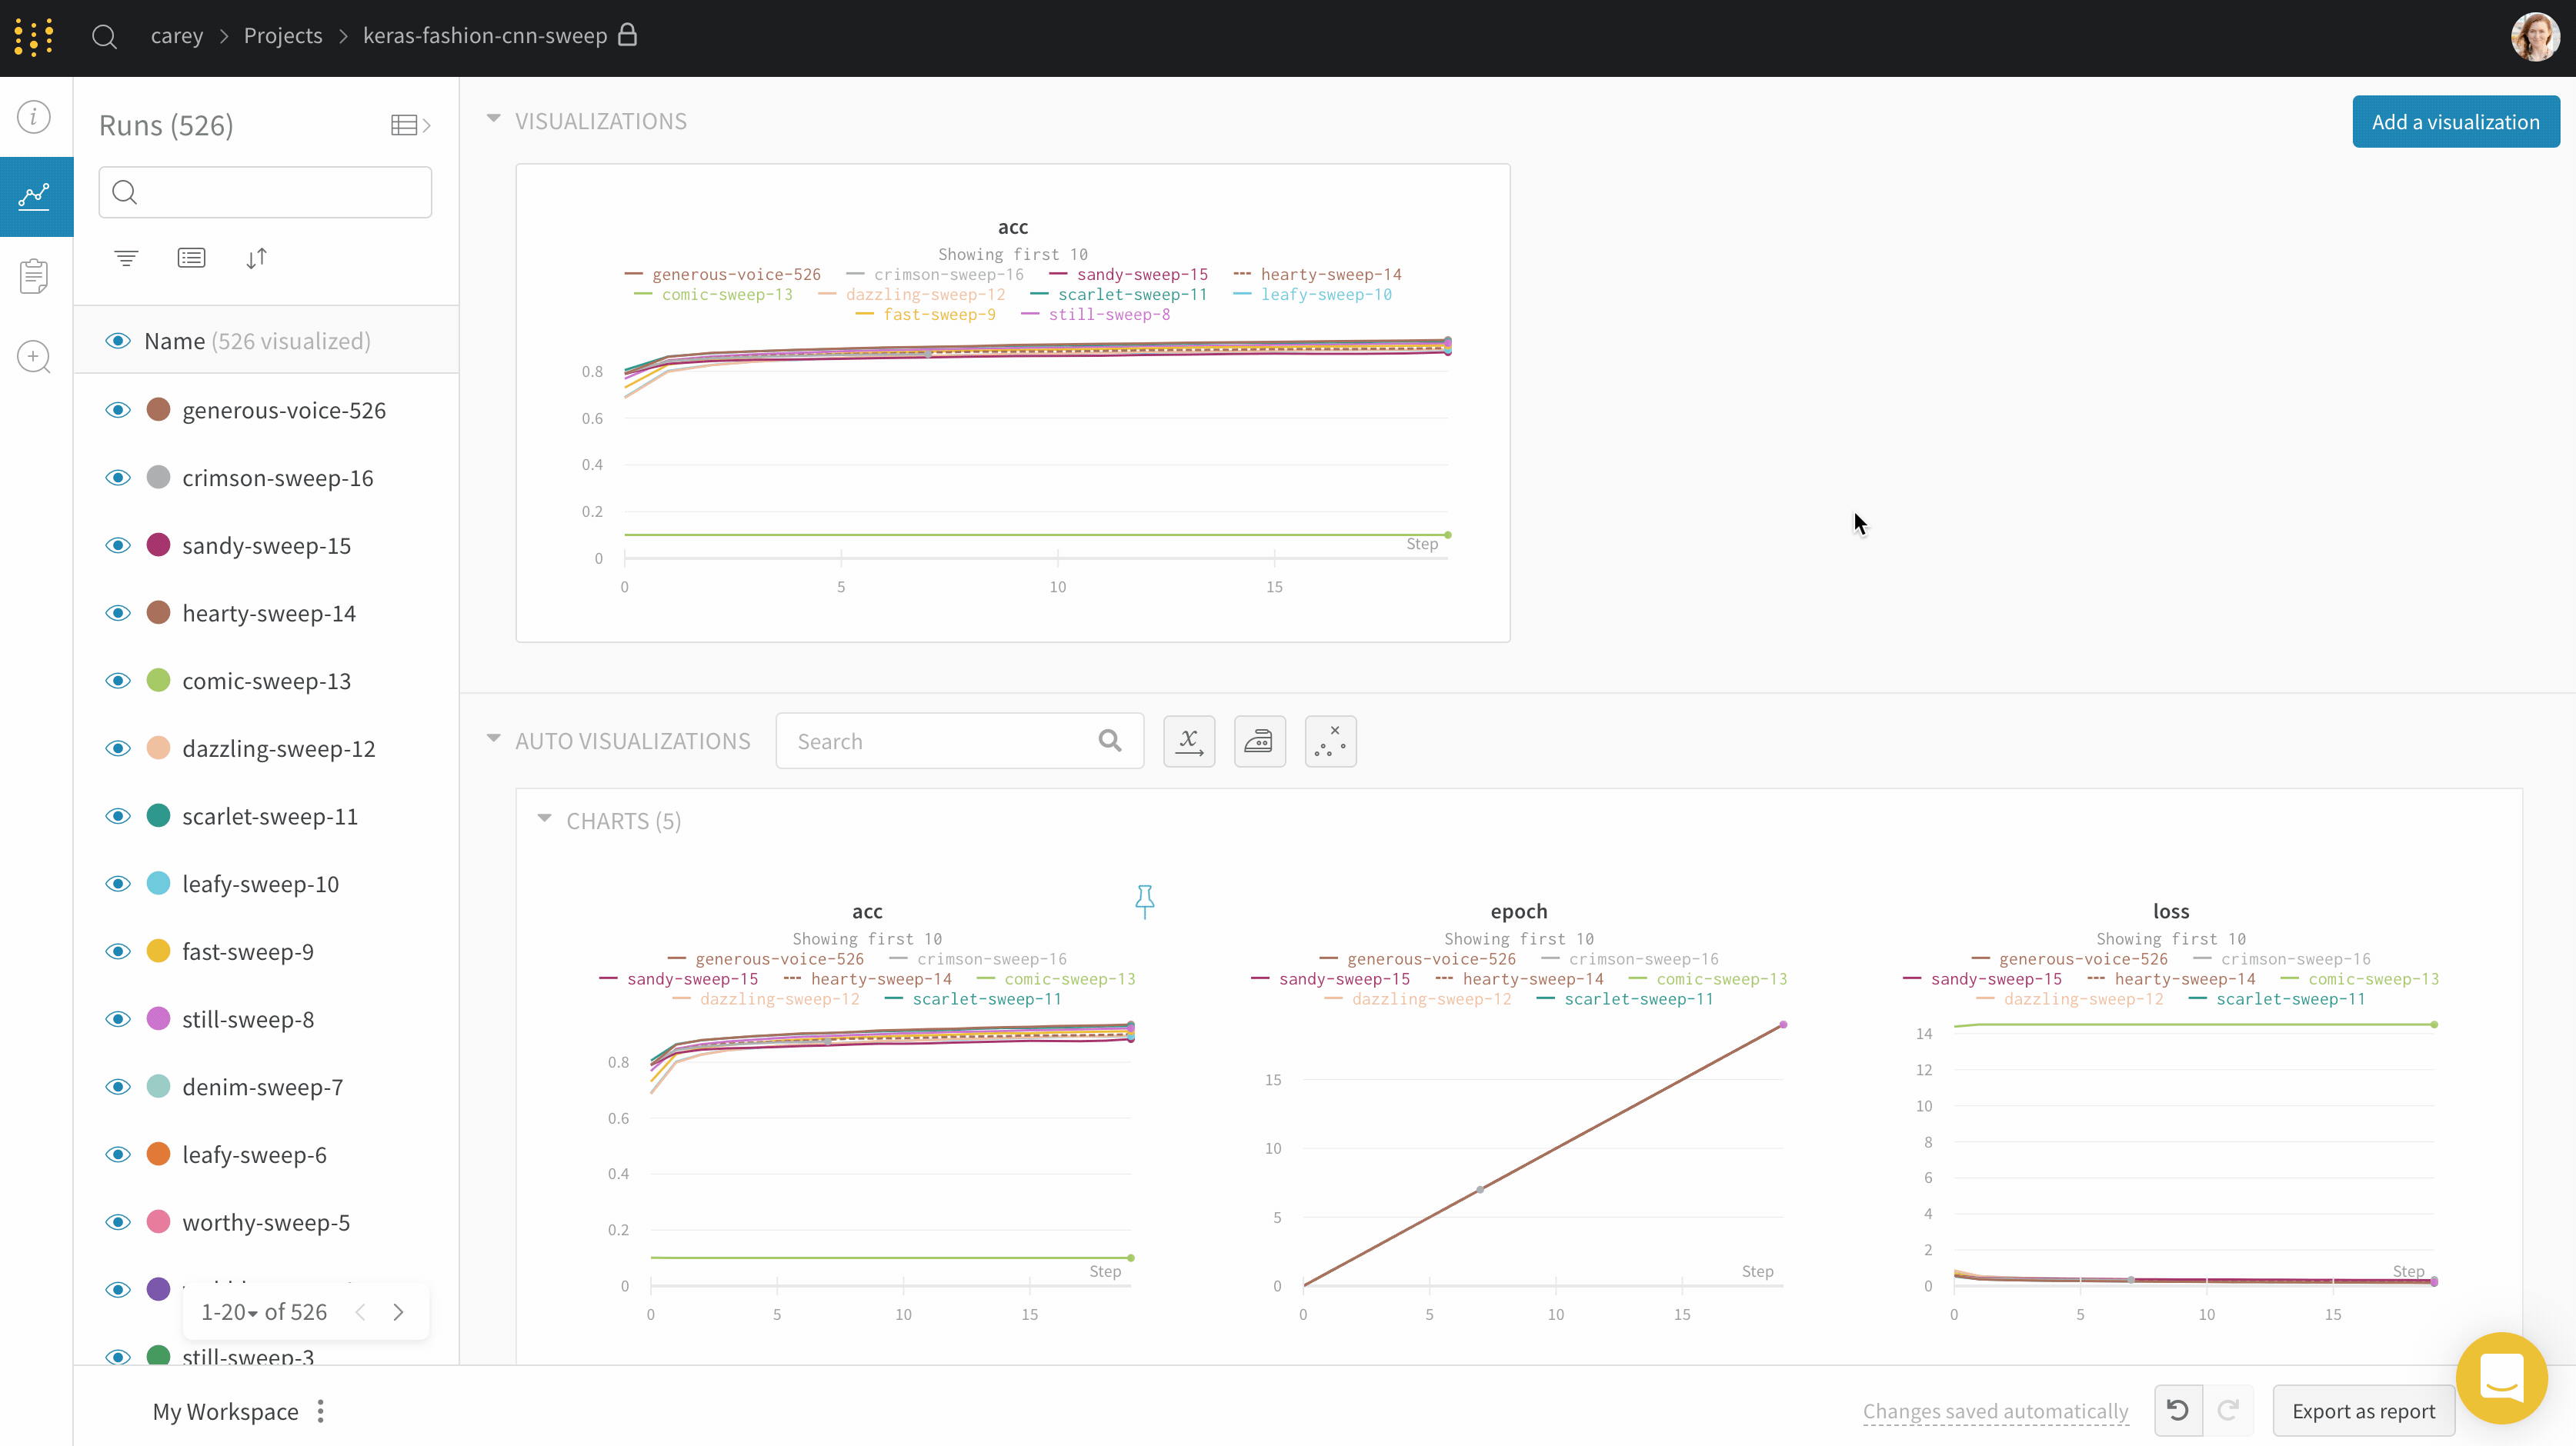 carey > Projects > keras-fashion-cnn-sweep
Runs (526)
Name (526 visualized)
generous-voice-526
crimson-sweep-16
sandy-sweep-15
hearty-sweep-14
comic-sweep-13
dazzling-sweep-12
scarlet-sweep-11
leafy-sweep-10
fast-sweep-9
still-sweep-8
denim-sweep-7
leafy-sweep-6
worthy-sweep-5
1-20 of 526
still-sweep-3
VISUALIZATIONS
Add a visualization
acc
Showing first 10
generous-voice-526 crimson-sweep-16 sandy-sweep-15 hearty-sweep-14
comic-sweep-13 dazzling-sweep-12 scarlet-sweep-11 leafy-sweep-10
fast-sweep-9 still-sweep-8
0.8
0.6
0.4
0.2
0
Step
0 5 10 15
AUTO VISUALIZATIONS
Search
x
CHARTS (5)
acc
Showing first 10
generous-voice-526 crimson-sweep-16
sandy-sweep-15 hearty-sweep-14 comic-sweep-13
dazzling-sweep-12 scarlet-sweep-11
0.8
0.6
0.4
0.2
0
Step
0 5 10 15
epoch
Showing first 10
generous-voice-526 crimson-sweep-16
sandy-sweep-15 hearty-sweep-14 comic-sweep-13
dazzling-sweep-12 scarlet-sweep-11
15
10
5
0
Step
0 5 10 15
loss
Showing first 10
generous-voice-526 crimson-sweep-16
sandy-sweep-15 hearty-sweep-14 comic-sweep-13
dazzling-sweep-12 scarlet-sweep-11
14
12
10
8
6
4
2
0
Step
0 5 10 15
My Workspace
Changes saved automatically
Export as report